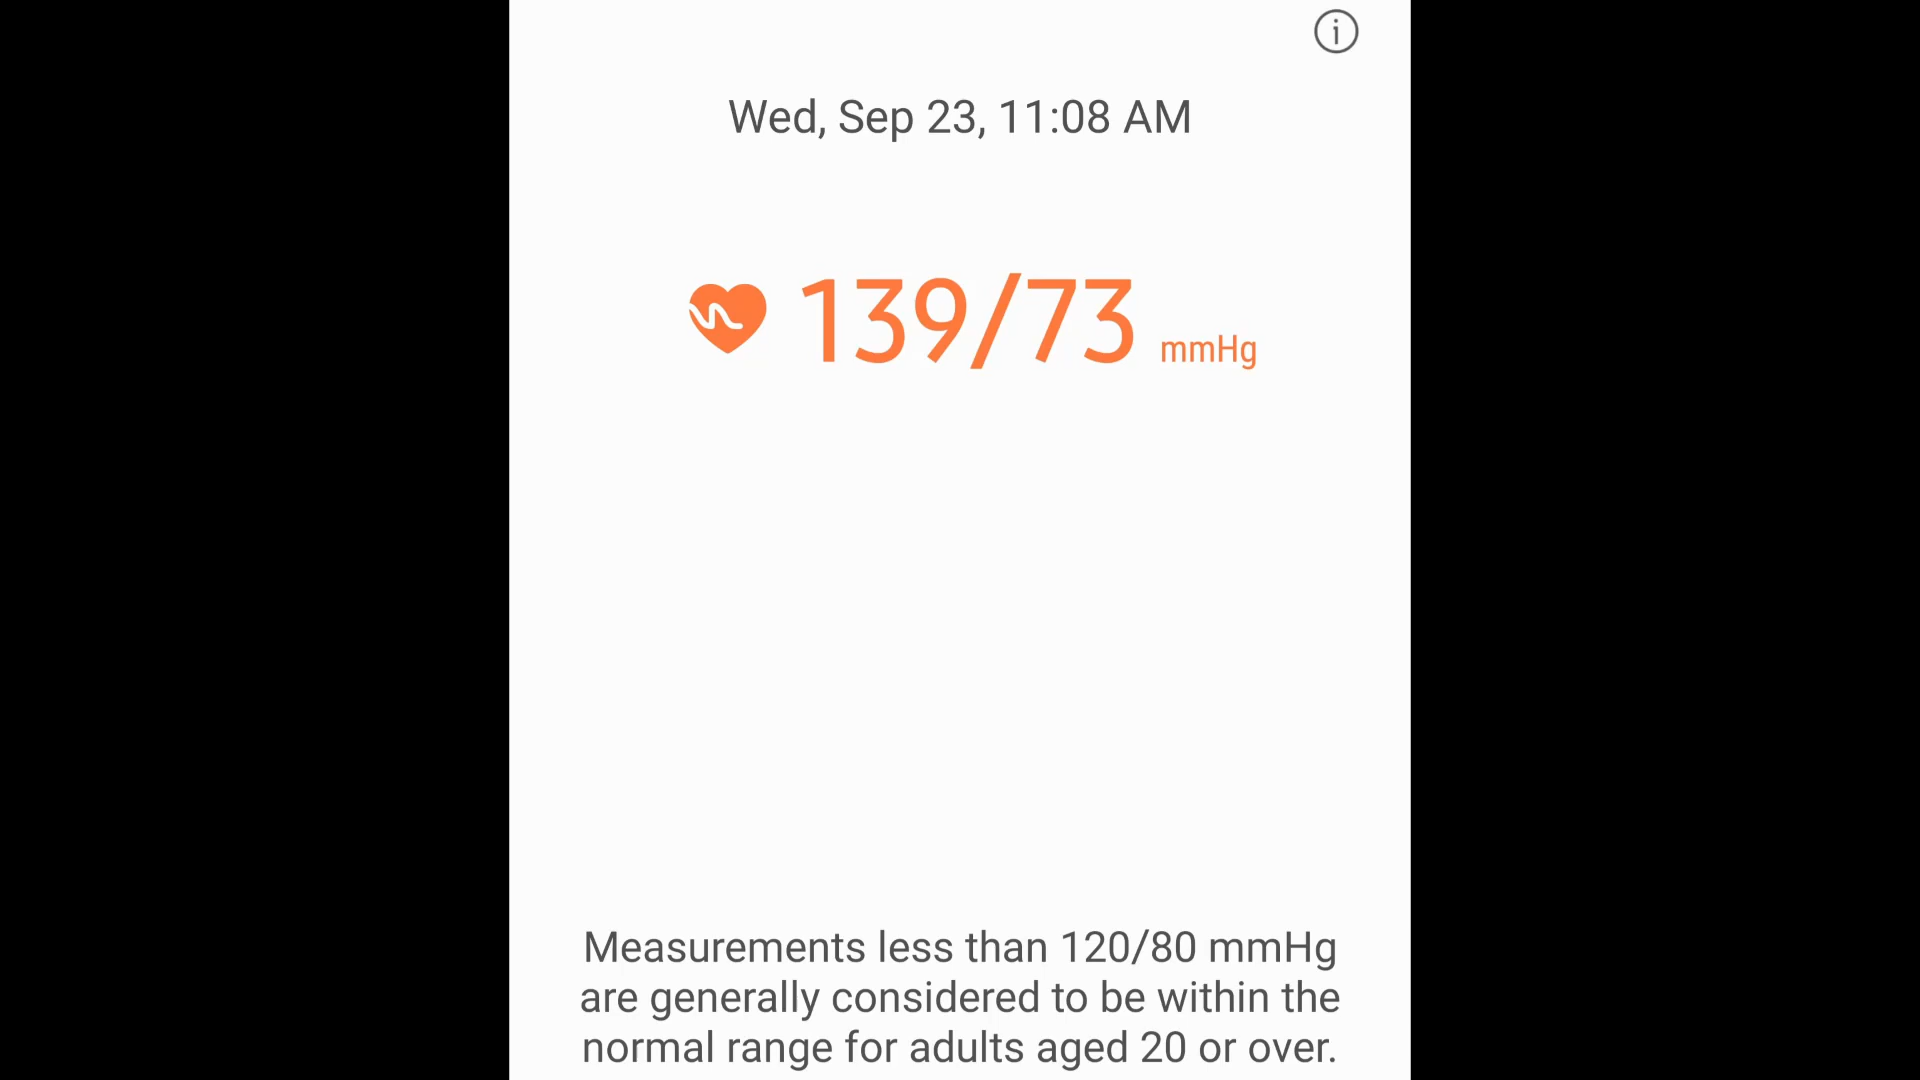 Wed, Sep 23, 11:08 AM
139/73 mmHg
Measurements less than 120/80 mmHg
are generally considered to be within the
normal range for adults aged 20 or over.